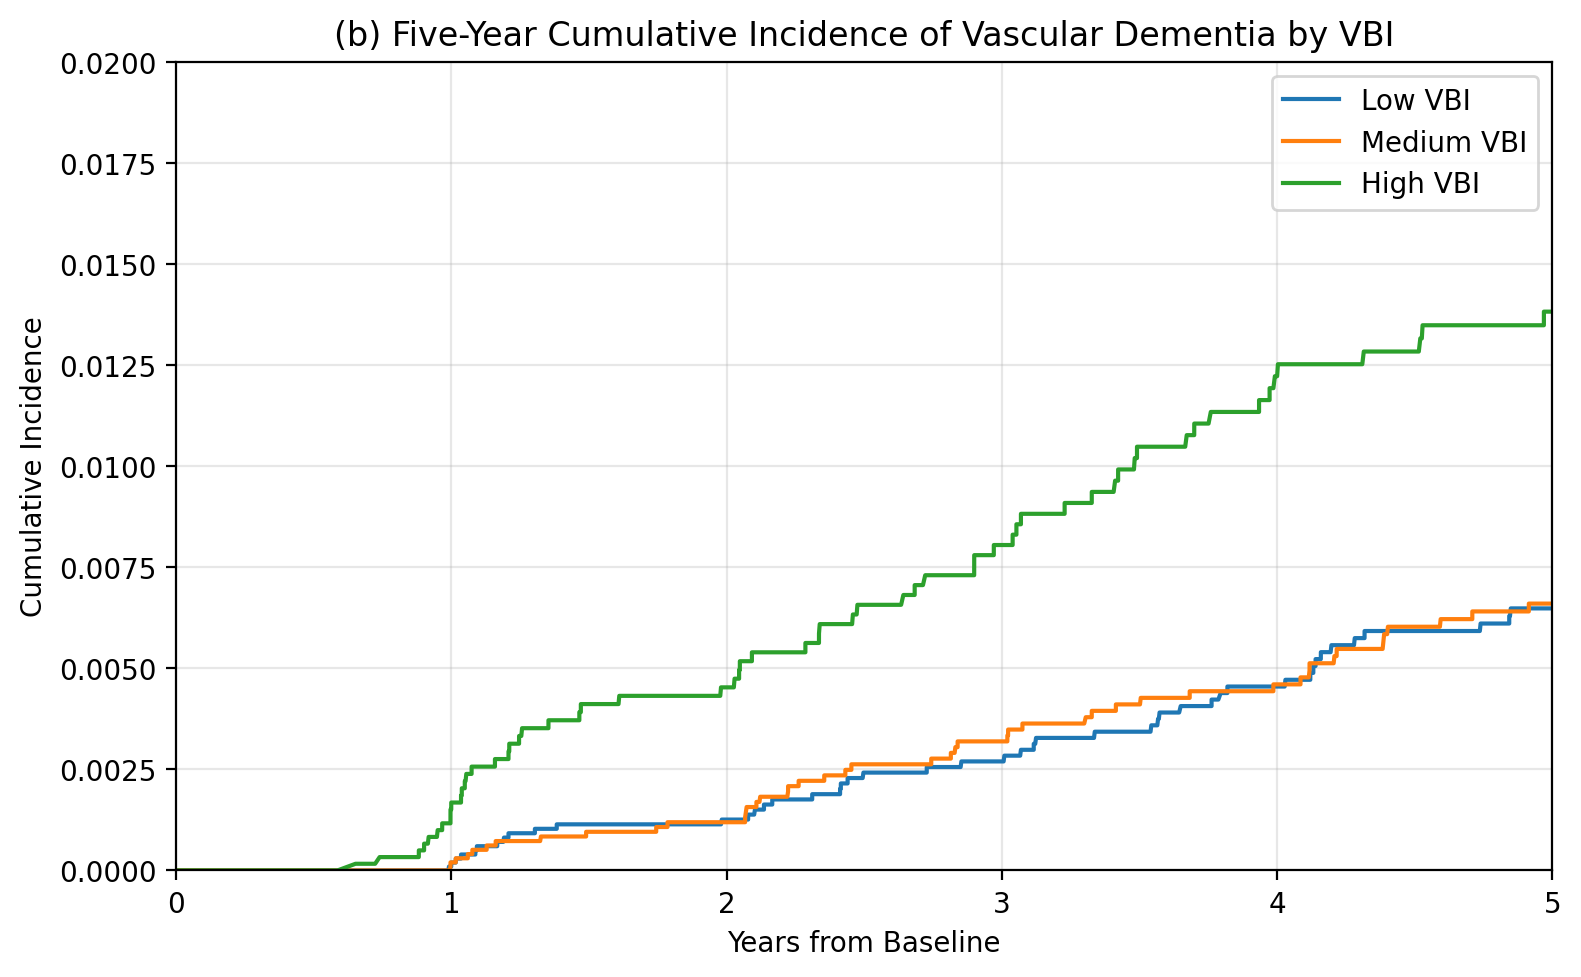 (b) Five-Year Cumulative Incidence of Vascular Dementia by VBI
0.0200
0.0175
0.0150
0.0125
0.0100
0.0075
0.0050
0.0025
0.0000
Cumulative Incidence
Low VBI
Medium VBI
High VBI
0 1 2 3 4 5
Years from Baseline